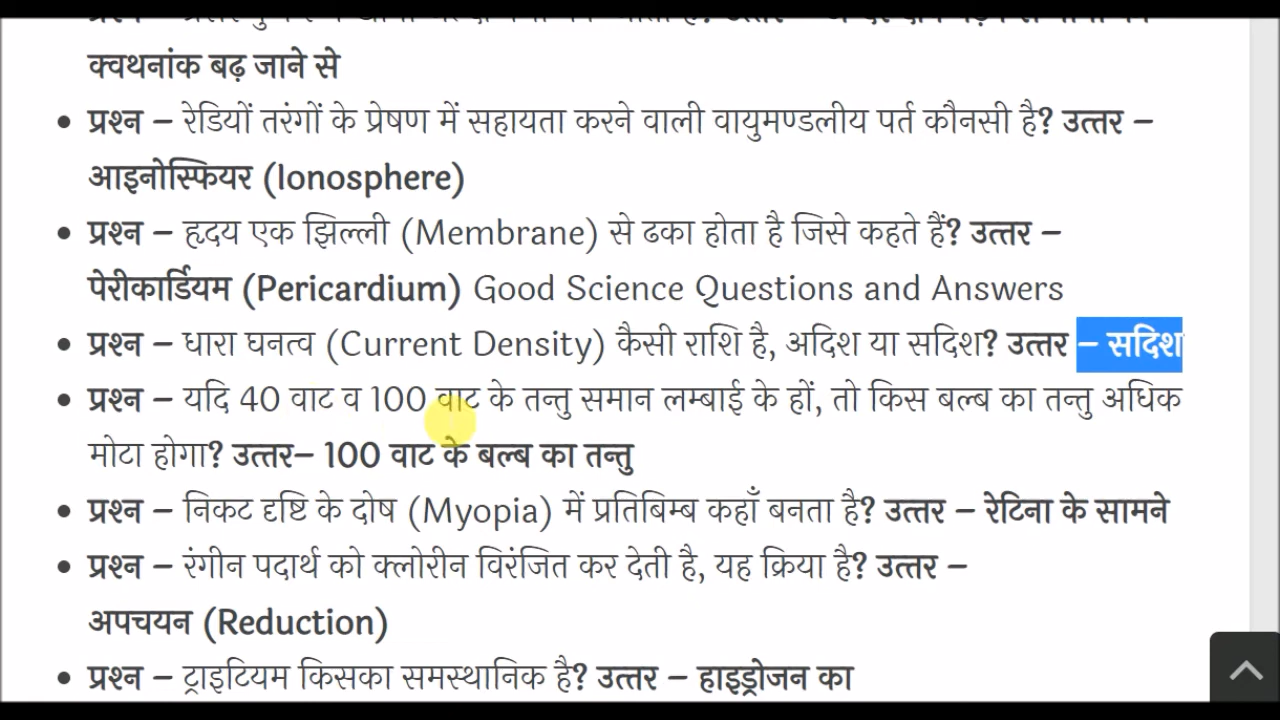 क्वथनांक बढ़ जाने से
• प्रश्न – रेडियों तरंगों के प्रेषण में सहायता करने वाली वायुमण्डलीय पर्त कौनसी है? उत्तर –
आइनोस्फियर (Ionosphere)
• प्रश्न – हृदय एक झिल्ली (Membrane) से ढका होता है जिसे कहते हैं? उत्तर –
पेरीकार्डियम (Pericardium) Good Science Questions and Answers
• प्रश्न – धारा घनत्व (Current Density) कैसी राशि है, अदिश या सदिश? उत्तर – सदिश
• प्रश्न – यदि 40 वाट व 100 वाट के तन्तु समान लम्बाई के हों, तो किस बल्ब का तन्तु अधिक
मोटा होगा? उत्तर– 100 वाट के बल्ब का तन्तु
• प्रश्न – निकट दृष्टि के दोष (Myopia) में प्रतिबिम्ब कहाँ बनता है? उत्तर – रेटिना के सामने
• प्रश्न – रंगीन पदार्थ को क्लोरीन विरंजित कर देती है, यह क्रिया है? उत्तर –
अपचयन (Reduction)
• प्रश्न – ट्राइटियम किसका समस्थानिक है? उत्तर – हाइड्रोजन का